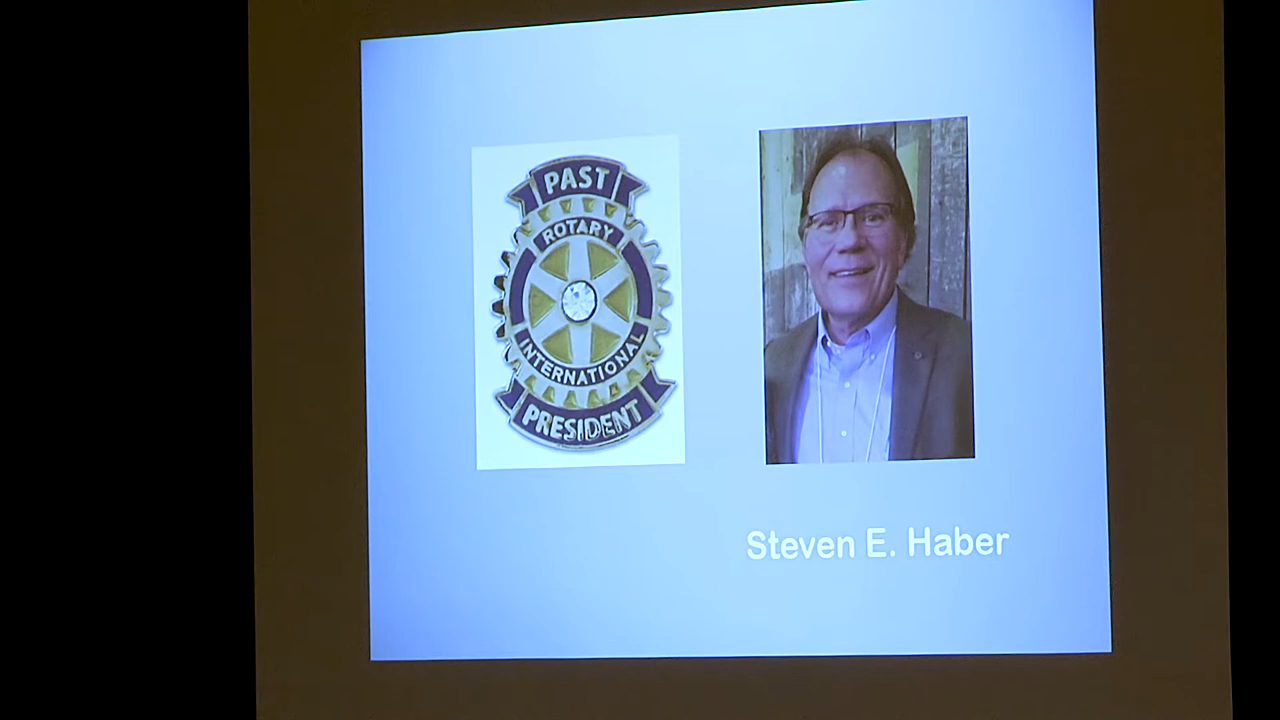 PAST
ROTARY
INTERNATIONAL
PRESIDENT
Steven E. Haber